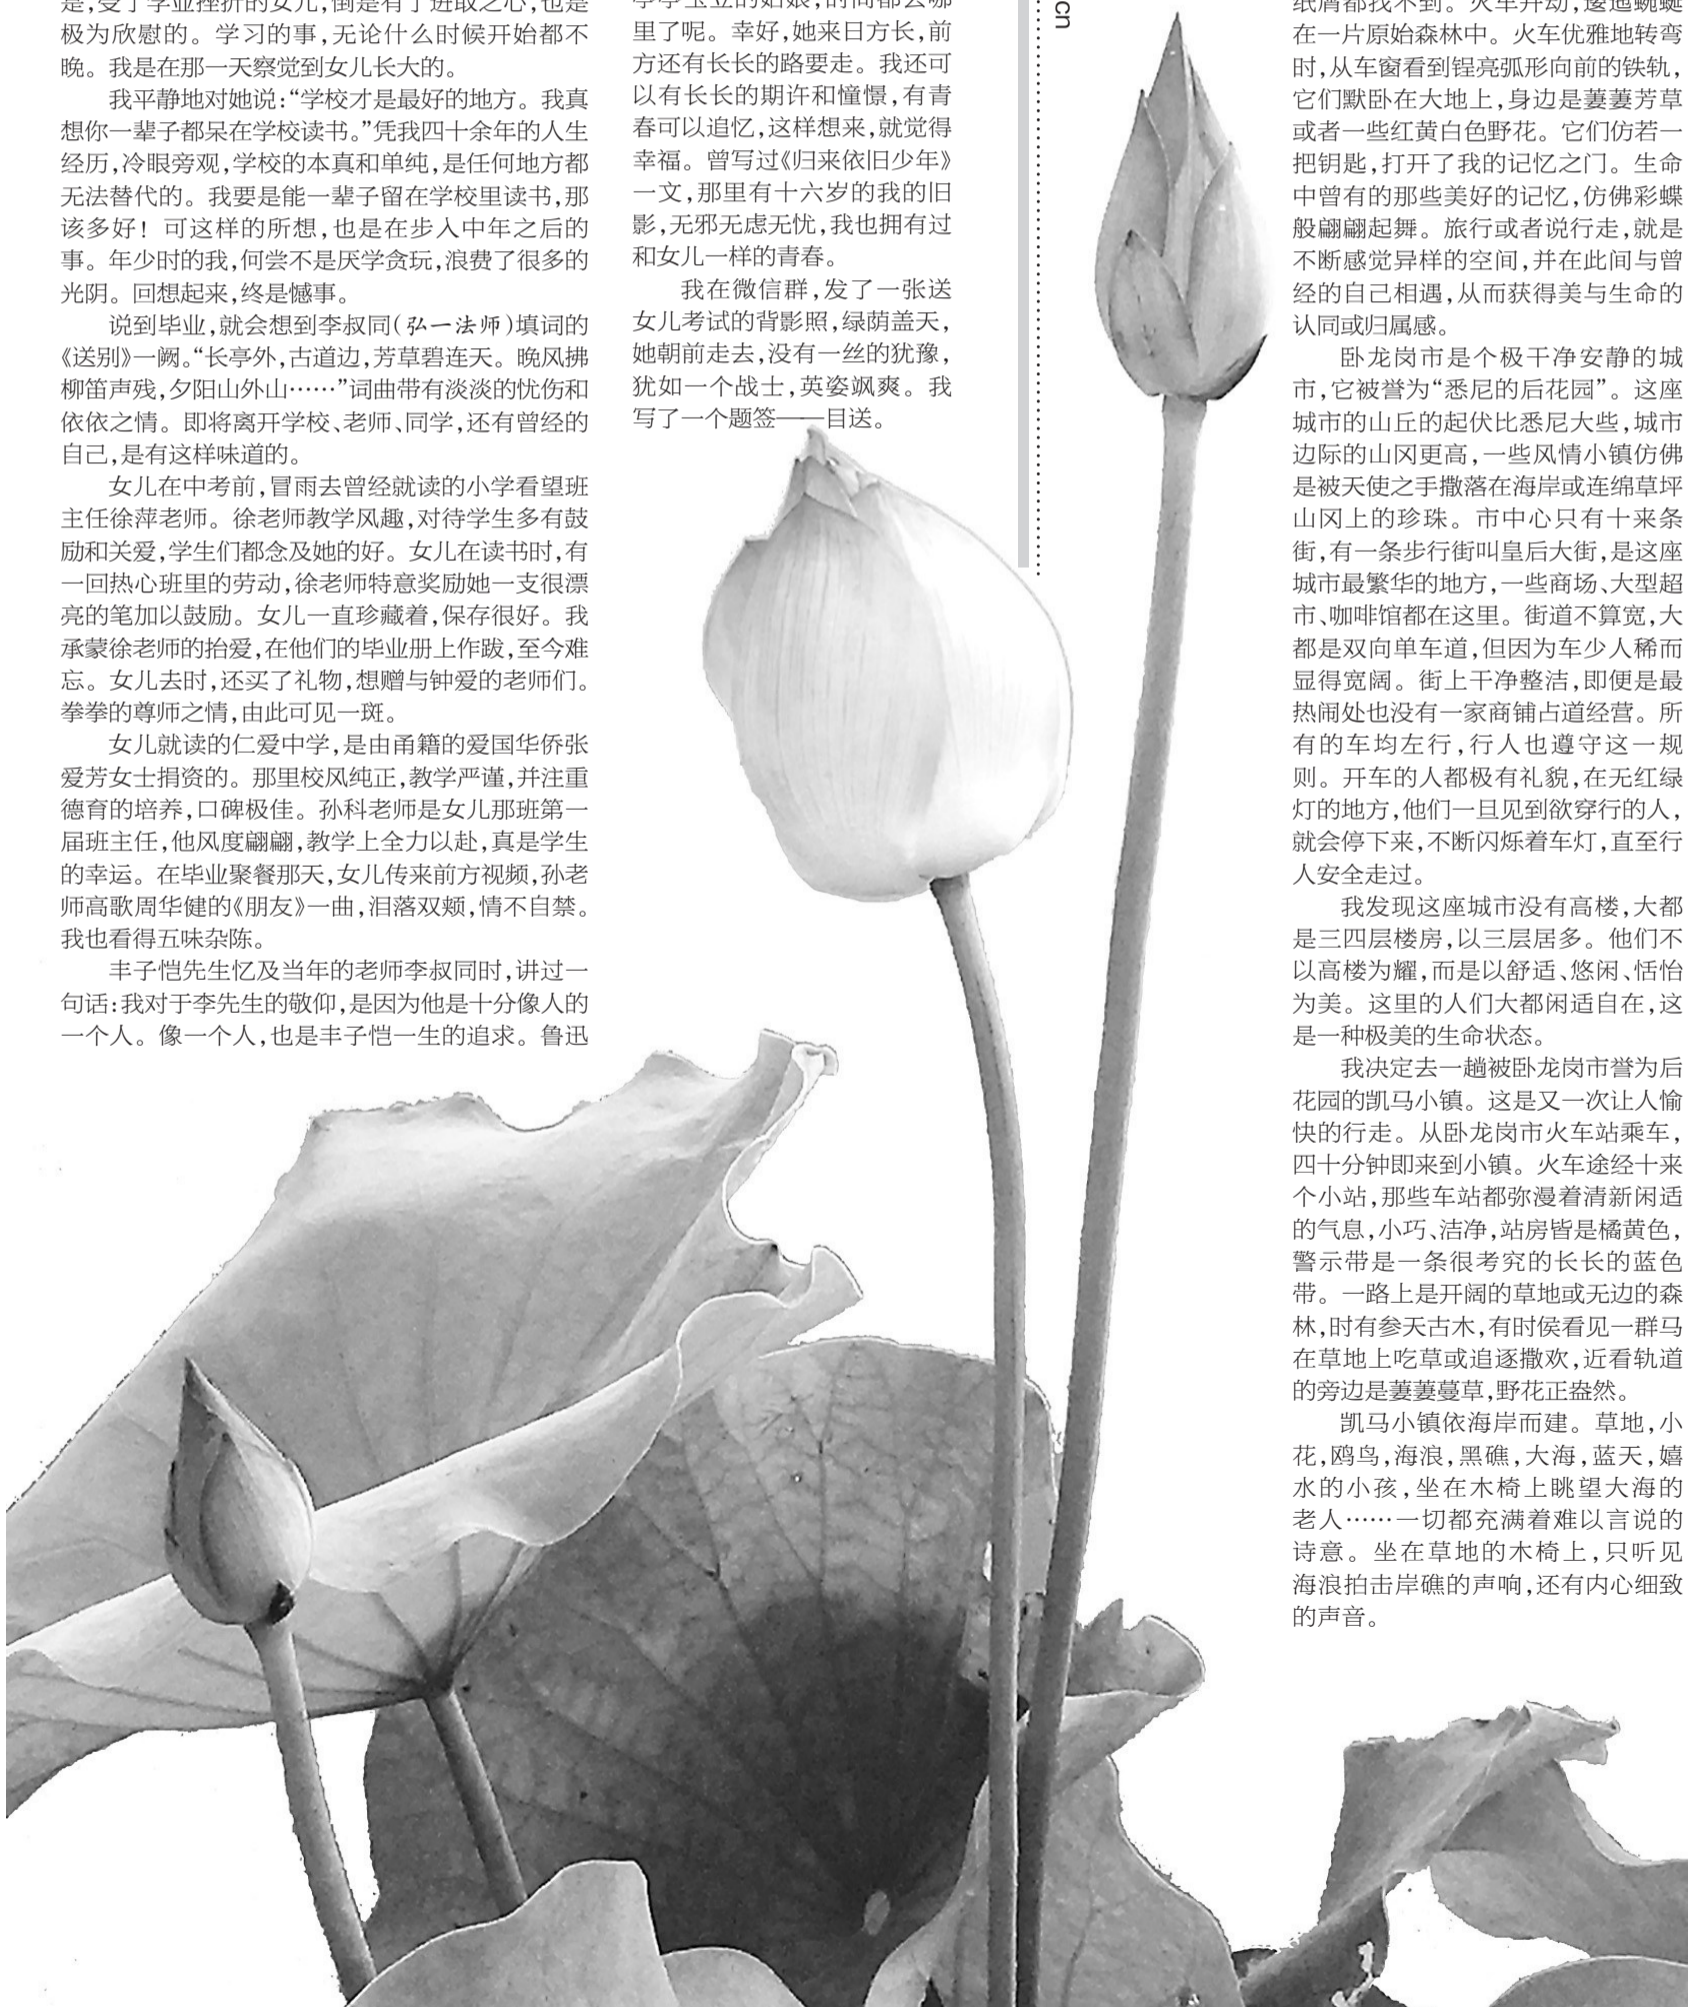 是,受了学业挫折的女儿,倒是有了进取之心,也是
极为欣慰的。学习的事,无论什么时候开始都不
晚。我是在那一天察觉到女儿长大的。
我平静地对她说:“学校才是最好的地方。我真
想你一辈子都呆在学校读书。”凭我四十余年的人生
经历,冷眼旁观,学校的本真和单纯,是任何地方都
无法替代的。我要是能一辈子留在学校里读书,那
该多好!可这样的所想,也是在步入中年之后的
事。年少时的我,何尝不是厌学贪玩,浪费了很多的
光阴。回想起来,终是憾事。
说到毕业,就会想到李叔同(弘一法师)填词的
《送别》一阙。“长亭外,古道边,芳草碧连天。晚风拂
柳笛声残,夕阳山外山……”词曲带有淡淡的忧伤和
依依之情。即将离开学校、老师、同学,还有曾经的
自己,是有这样味道的。
女儿在中考前,冒雨去曾经就读的小学看望班
主任徐萍老师。徐老师教学风趣,对待学生多有鼓
励和关爱,学生们都念及她的好。女儿在读书时,有
一回热心班里的劳动,徐老师特意奖励她一支很漂
亮的笔加以鼓励。女儿一直珍藏着,保存很好。我
承蒙徐老师的抬爱,在他们的毕业册上作跋,至今难
忘。女儿去时,还买了礼物,想赠与钟爱的老师们。
拳拳的尊师之情,由此可见一斑。
女儿就读的仁爱中学,是由甬籍的爱国华侨张
爱芳女士捐资的。那里校风纯正,教学严谨,并注重
德育的培养,口碑极佳。孙科老师是女儿那班第一
届班主任,他风度翩翩,教学上全力以赴,真是学生
的幸运。在毕业聚餐那天,女儿传来前方视频,孙老
师高歌周华健的《朋友》一曲,泪落双颊,情不自禁。
我也看得五味杂陈。
丰子恺先生忆及当年的老师李叔同时,讲过一
句话:我对于李先生的敬仰,是因为他是十分像人的
一个人。像一个人,也是丰子恺一生的追求。鲁迅
亭亭玉立的姑娘,时间都去哪
里了呢。幸好,她来日方长,前
方还有长长的路要走。我还可
以有长长的期许和憧憬,有青
春可以追忆,这样想来,就觉得
幸福。曾写过《归来依旧少年》
一文,那里有十六岁的我的旧
影,无邪无虑无忧,我也拥有过
和女儿一样的青春。
我在微信群,发了一张送
女儿考试的背影照,绿荫盖天,
她朝前走去,没有一丝的犹豫,
犹如一个战士,英姿飒爽。我
写了一个题签——目送。
cn
纸屑都找不到。火车开动,逶迤蜿蜒
在一片原始森林中。火车优雅地转弯
时,从车窗看到锃亮弧形向前的铁轨,
它们默卧在大地上,身边是萋萋芳草
或者一些红黄白色野花。它们仿若一
把钥匙,打开了我的记忆之门。生命
中曾有的那些美好的记忆,仿佛彩蝶
般翩翩起舞。旅行或者说行走,就是
不断感觉异样的空间,并在此间与曾
经的自己相遇,从而获得美与生命的
认同或归属感。
卧龙岗市是个极干净安静的城
市,它被誉为“悉尼的后花园”。这座
城市的山丘的起伏比悉尼大些,城市
边际的山冈更高,一些风情小镇仿佛
是被天使之手撒落在海岸或连绵草坪
山冈上的珍珠。市中心只有十来条
街,有一条步行街叫皇后大街,是这座
城市最繁华的地方,一些商场、大型超
市、咖啡馆都在这里。街道不算宽,大
都是双向单车道,但因为车少人稀而
显得宽阔。街上干净整洁,即便是最
热闹处也没有一家商铺占道经营。所
有的车均左行,行人也遵守这一规
则。开车的人都极有礼貌,在无红绿
灯的地方,他们一旦见到欲穿行的人,
就会停下来,不断闪烁着车灯,直至行
人安全走过。
我发现这座城市没有高楼,大都
是三四层楼房,以三层居多。他们不
以高楼为耀,而是以舒适、悠闲、恬怡
为美。这里的人们大都闲适自在,这
是一种极美的生命状态。
我决定去一趟被卧龙岗市誉为后
花园的凯马小镇。这是又一次让人愉
快的行走。从卧龙岗市火车站乘车,
四十分钟即来到小镇。火车途经十来
个小站,那些车站都弥漫着清新闲适
的气息,小巧、洁净,站房皆是橘黄色,
警示带是一条很考究的长长的蓝色
带。一路上是开阔的草地或无边的森
林,时有参天古木,有时侯看见一群马
在草地上吃草或追逐撒欢,近看轨道
的旁边是萋萋蔓草,野花正盎然。
凯马小镇依海岸而建。草地,小
花,鸥鸟,海浪,黑礁,大海,蓝天,嬉
水的小孩,坐在木椅上眺望大海的
老人……一切都充满着难以言说的
诗意。坐在草地的木椅上,只听见
海浪拍击岸礁的声响,还有内心细致
的声音。